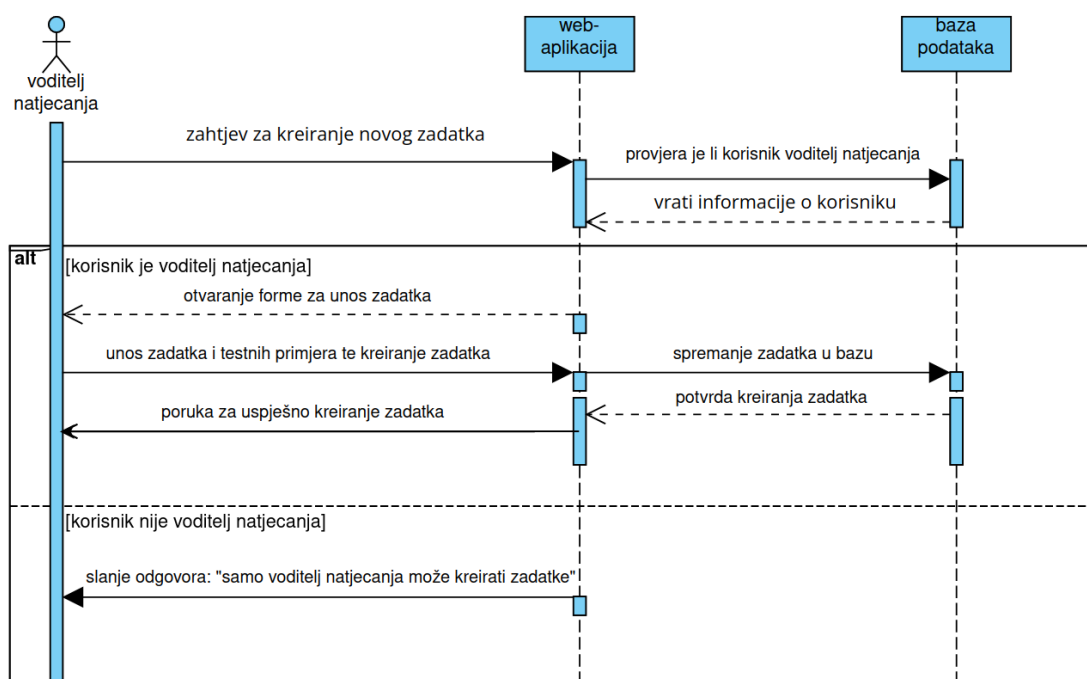 voditelj
natjecanja
web-
aplikacija
baza
podataka
zahtjev za kreiranje novog zadatka
provjera je li korisnik voditelj natjecanja
vrati informacije o korisniku
alt
[korisnik je voditelj natjecanja]
otvaranje forme za unos zadatka
unos zadatka i testnih primjera te kreiranje zadatka
spremanje zadatka u bazu
potvrda kreiranja zadatka
poruka za uspješno kreiranje zadatka
[korisnik nije voditelj natjecanja]
slanje odgovora: "samo voditelj natjecanja može kreirati zadatke"